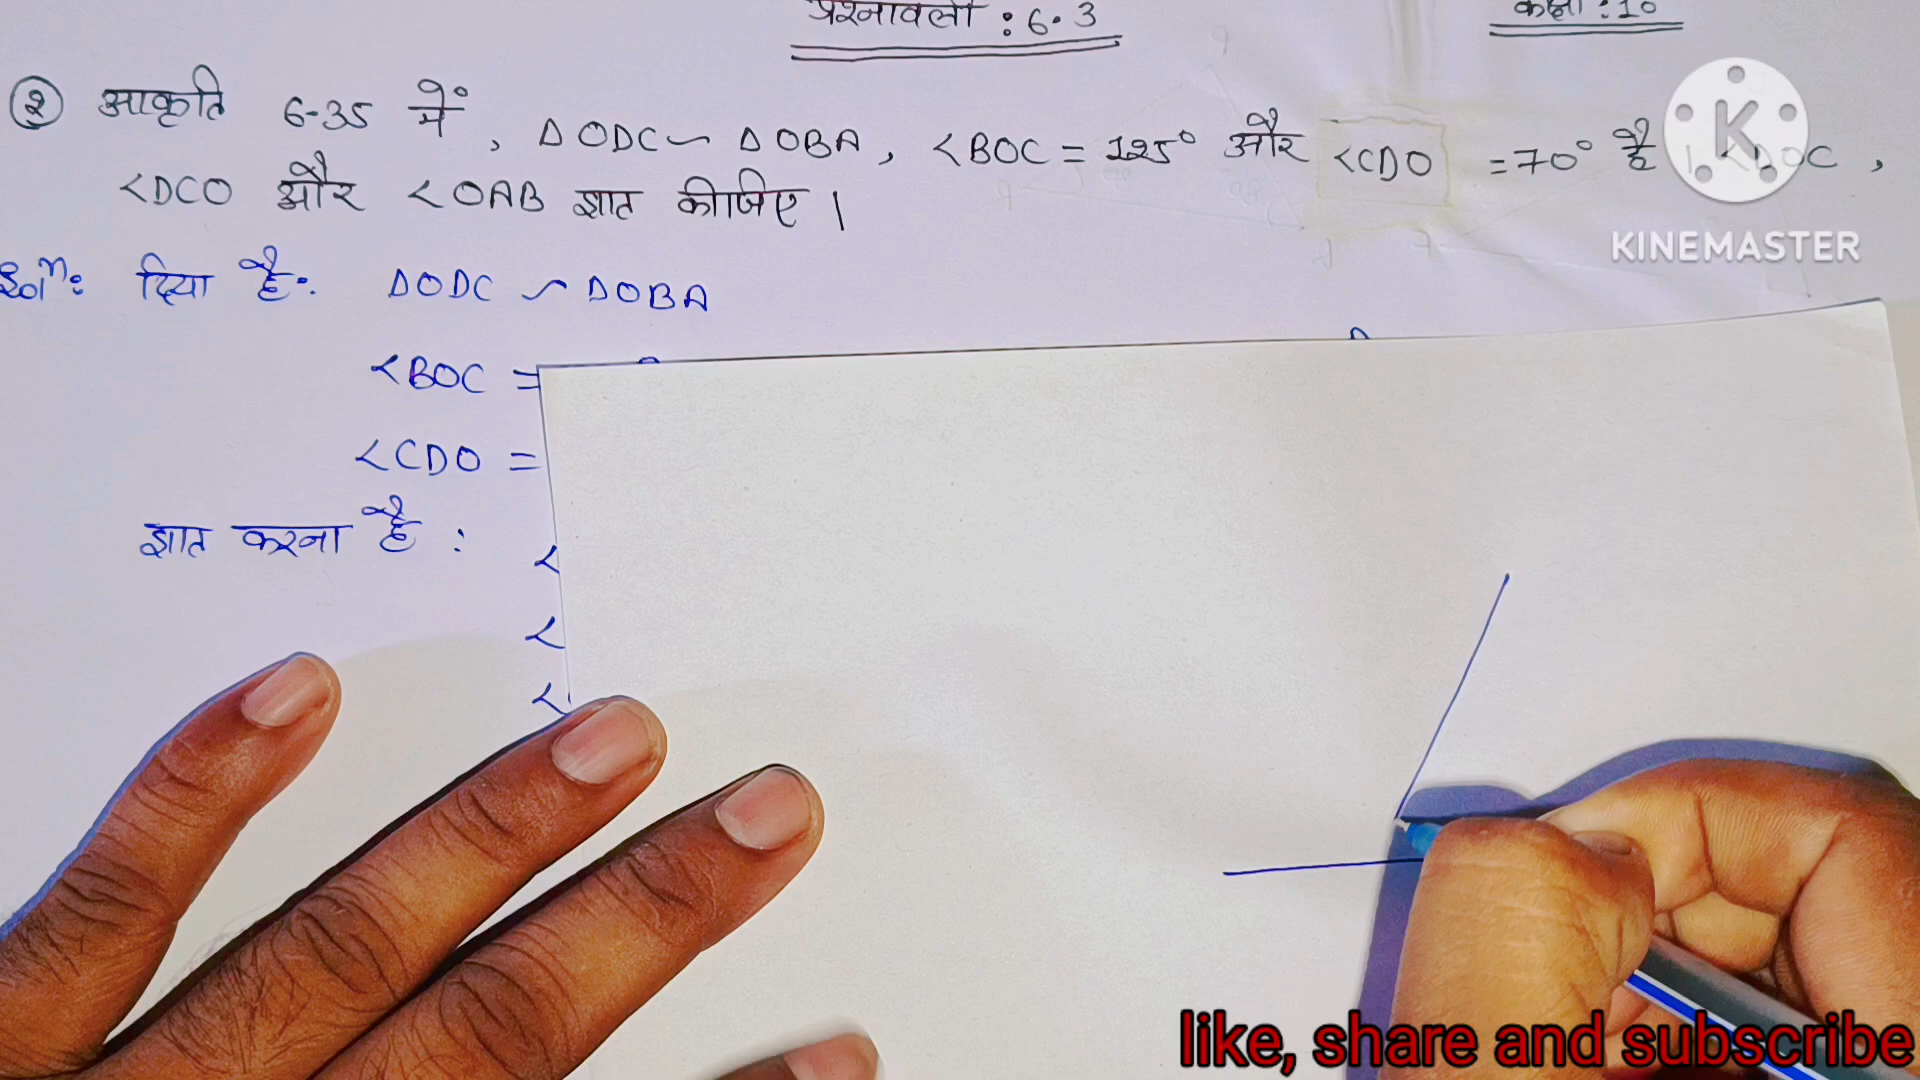 प्रश्नावली : 6.3
कक्षा : 10
② आकृति 6.35 में, ΔODC ~ ΔOBA, <BOC = 125° और <CDO = 70° है । <DOC,
<DCO और <OAB ज्ञात कीजिए ।
KINEMASTER
Solⁿ: दिया है:. ΔODC ~ ΔOBA
<BOC =
<CDO =
ज्ञात करना है : <
<
<
like, share and subscribe